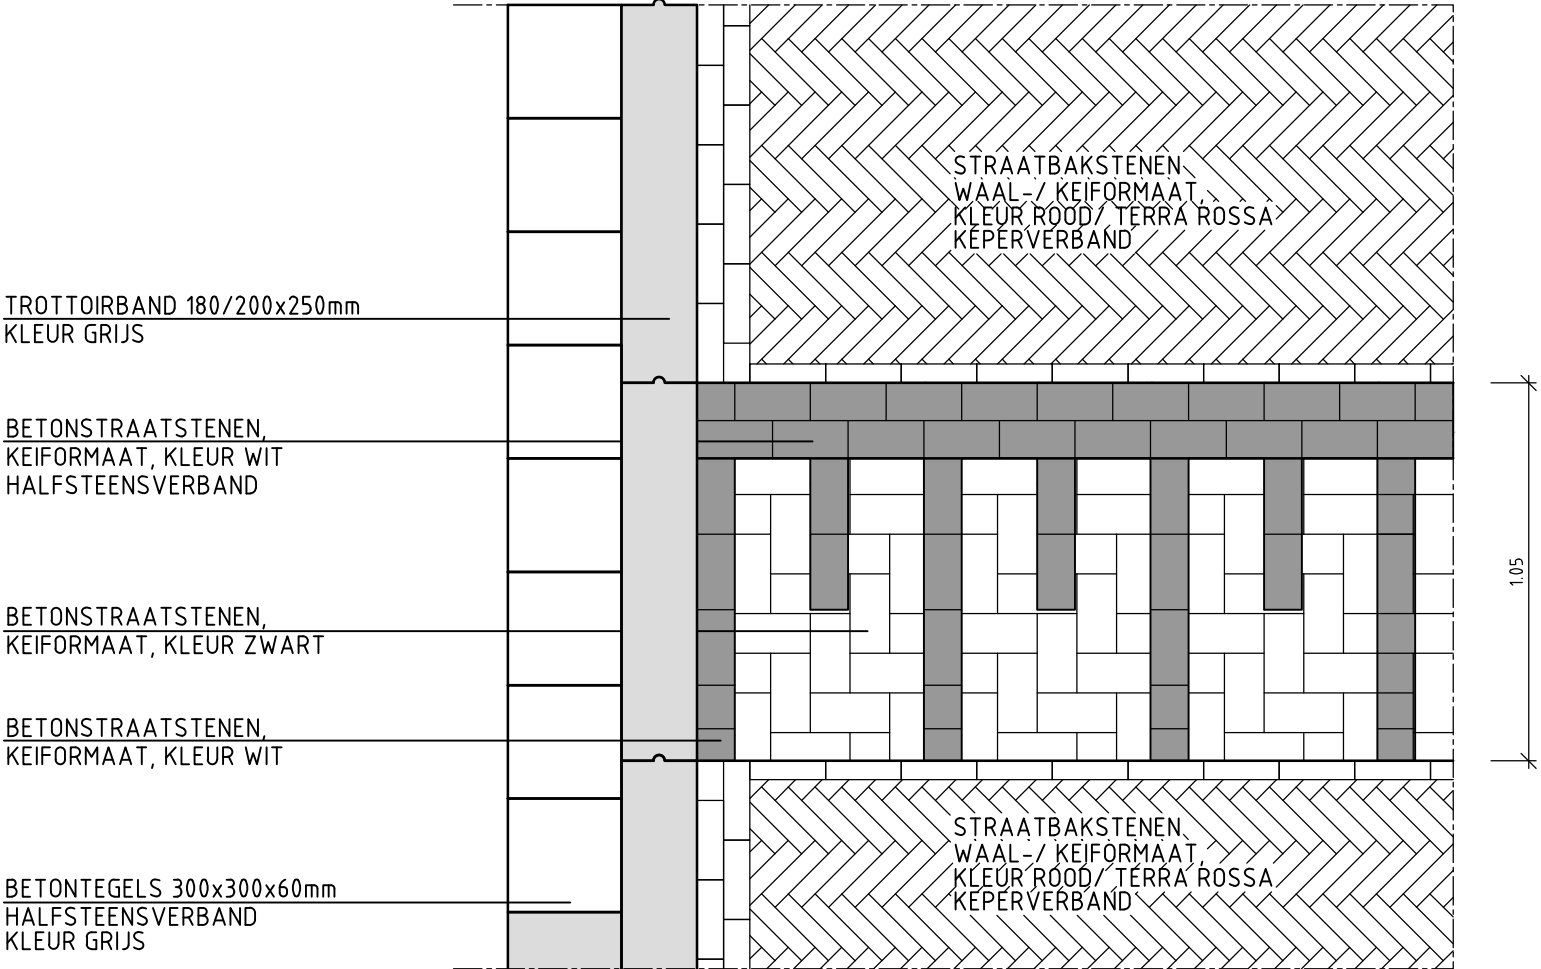 STRAATBAKSTENEN
WAAL-/ KEIFORMAAT,
KLEUR ROOD/ TERRA ROSSA
KEPERVERBAND
TROTTOIRBAND 180/200x250mm
KLEUR GRIJS
BETONSTRAATSTENEN,
KEIFORMAAT, KLEUR WIT
HALFSTEENSVERBAND
1.05
BETONSTRAATSTENEN,
KEIFORMAAT, KLEUR ZWART
BETONSTRAATSTENEN,
KEIFORMAAT, KLEUR WIT
STRAATBAKSTENEN
WAAL-/ KEIFORMAAT,
KLEUR ROOD/ TERRA ROSSA
KEPERVERBAND
BETONTEGELS 300x300x60mm
HALFSTEENSVERBAND
KLEUR GRIJS